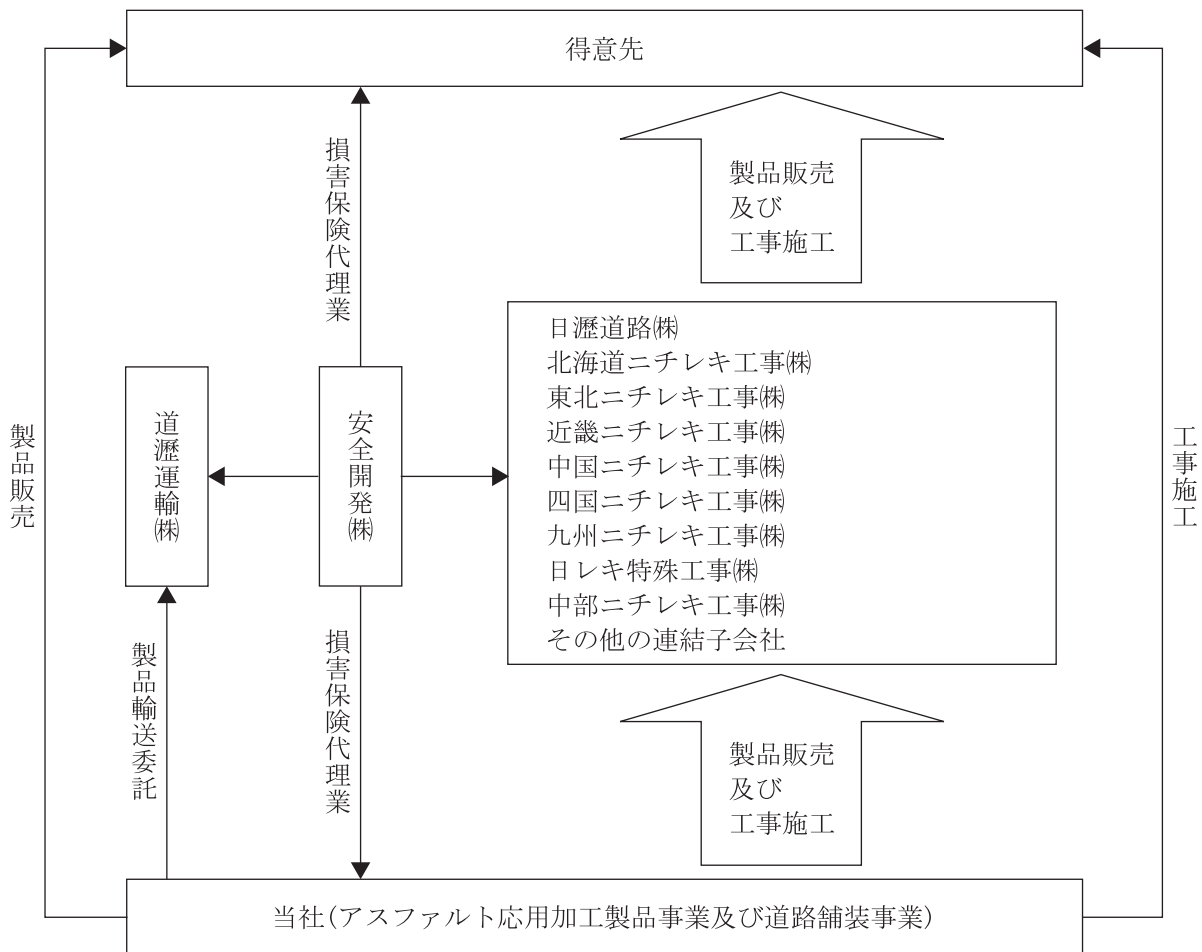 得意先
損害保険代理業
製品販売
及び
工事施工
製品販売
道瀝運輸㈱
安全開発㈱
日瀝道路㈱
北海道ニチレキ工事㈱
東北ニチレキ工事㈱
近畿ニチレキ工事㈱
中国ニチレキ工事㈱
四国ニチレキ工事㈱
九州ニチレキ工事㈱
日レキ特殊工事㈱
中部ニチレキ工事㈱
その他の連結子会社
工事施工
製品輸送委託
損害保険代理業
製品販売
及び
工事施工
当社(アスファルト応用加工製品事業及び道路舗装事業)